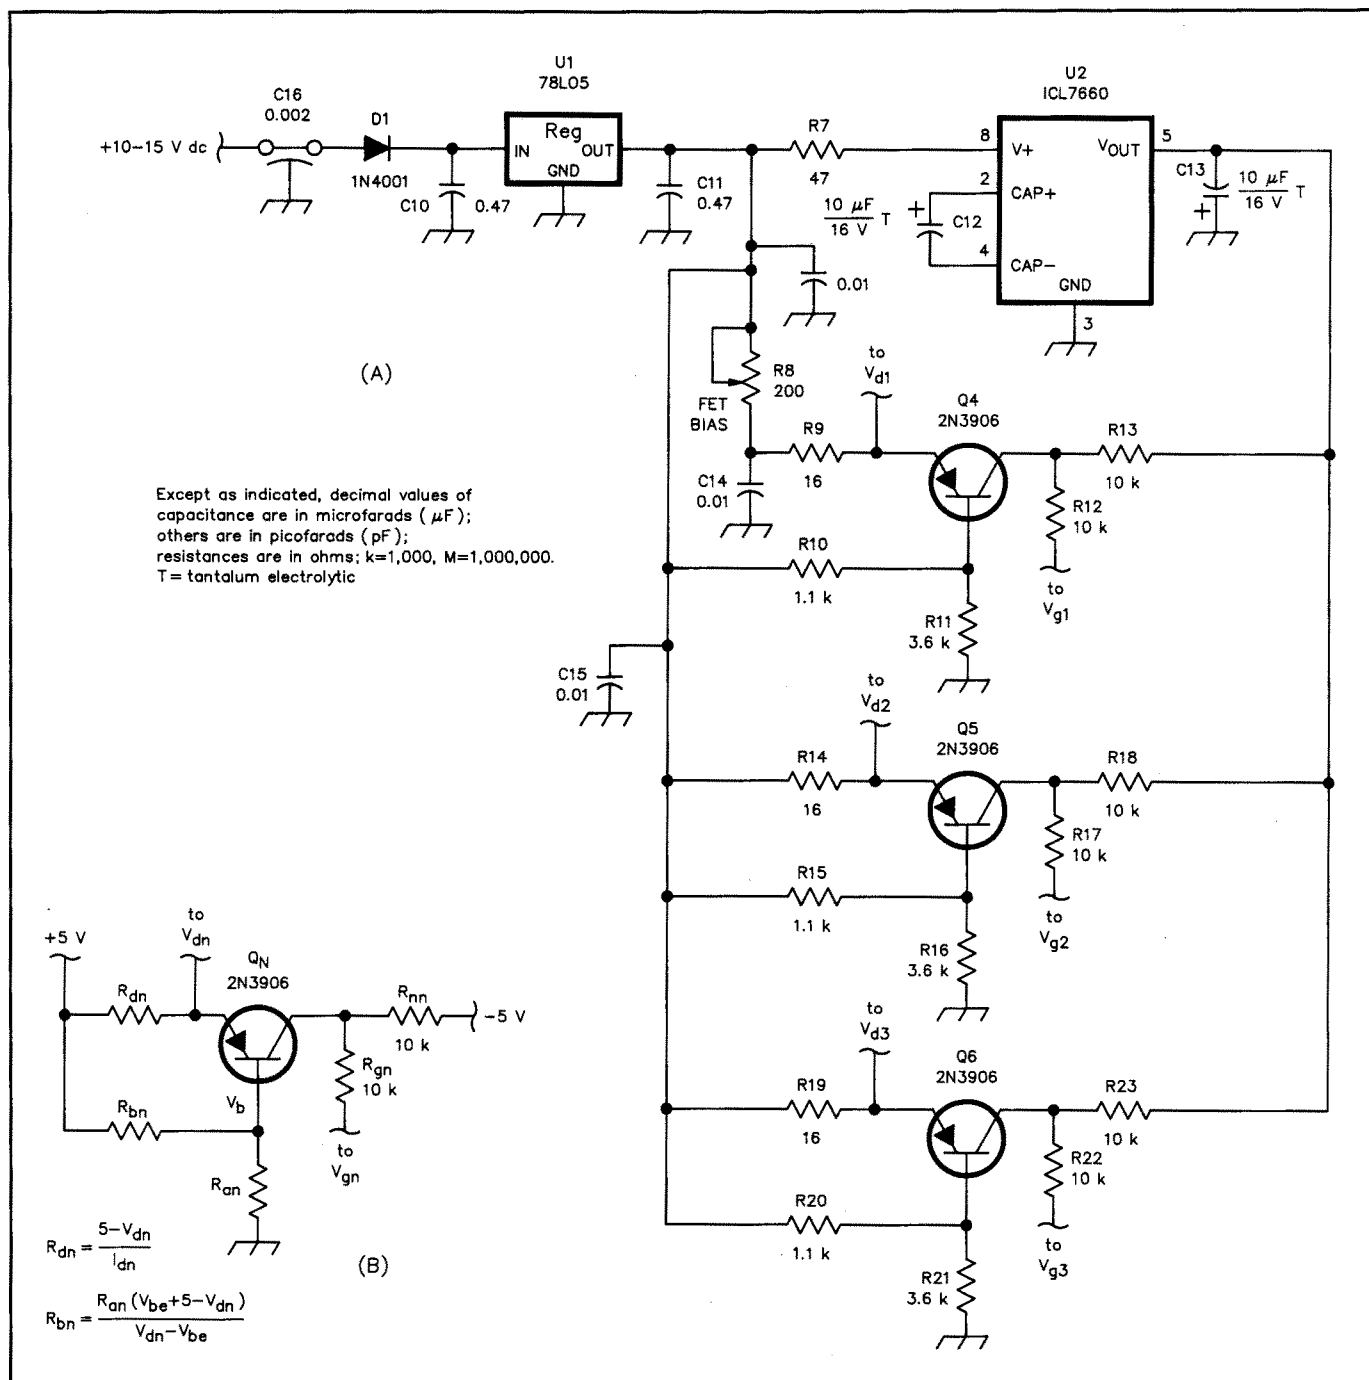 C16
0.002
+10–15 V dc
D1
1N4001
C10
0.47
U1
78L05
Reg
IN
OUT
GND
C11
0.47
R7
47
10 μF
16 V
T
+
C12
U2
ICL7660
8
V+
2
CAP+
4
CAP–
VOUT
5
GND
3
C13
10 μF
16 V
T
+
0.01
(A)
R8
200
FET
BIAS
C14
0.01
R9
16
to
Vd1
Q4
2N3906
R13
10 k
R12
10 k
to
Vg1
R10
1.1 k
R11
3.6 k
Except as indicated, decimal values of
capacitance are in microfarads ( μF);
others are in picofarads (pF);
resistances are in ohms; k=1,000, M=1,000,000.
T= tantalum electrolytic
C15
0.01
R14
16
to
Vd2
Q5
2N3906
R18
10 k
R17
10 k
to
Vg2
R15
1.1 k
R16
3.6 k
R19
16
to
Vd3
Q6
2N3906
R23
10 k
R22
10 k
to
Vg3
R20
1.1 k
R21
3.6 k
+5 V
to
Vdn
QN
2N3906
Rdn
Rnn
10 k
–5 V
Rgn
10 k
to
Vgn
Rbn
Vb
Ran
(B)
Rdn = 5–Vdn / Idn
Rbn = Ran (Vbe+5–Vdn) / Vdn–Vbe